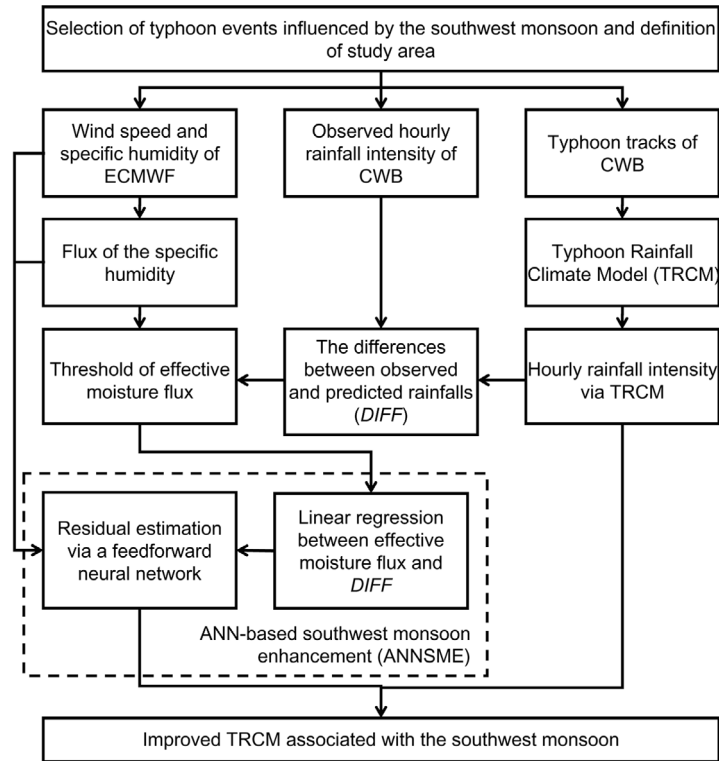 Selection of typhoon events influenced by the southwest monsoon and definition
of study area
Wind speed and
specific humidity of
ECMWF
Observed hourly
rainfall intensity of
CWB
Typhoon tracks of
CWB
Flux of the specific
humidity
Typhoon Rainfall
Climate Model (TRCM)
Threshold of effective
moisture flux
The differences
between observed
and predicted rainfalls
(DIFF)
Hourly rainfall intensity
via TRCM
Residual estimation
via a feedforward
neural network
Linear regression
between effective
moisture flux and
DIFF
ANN-based southwest monsoon
enhancement (ANNSME)
Improved TRCM associated with the southwest monsoon